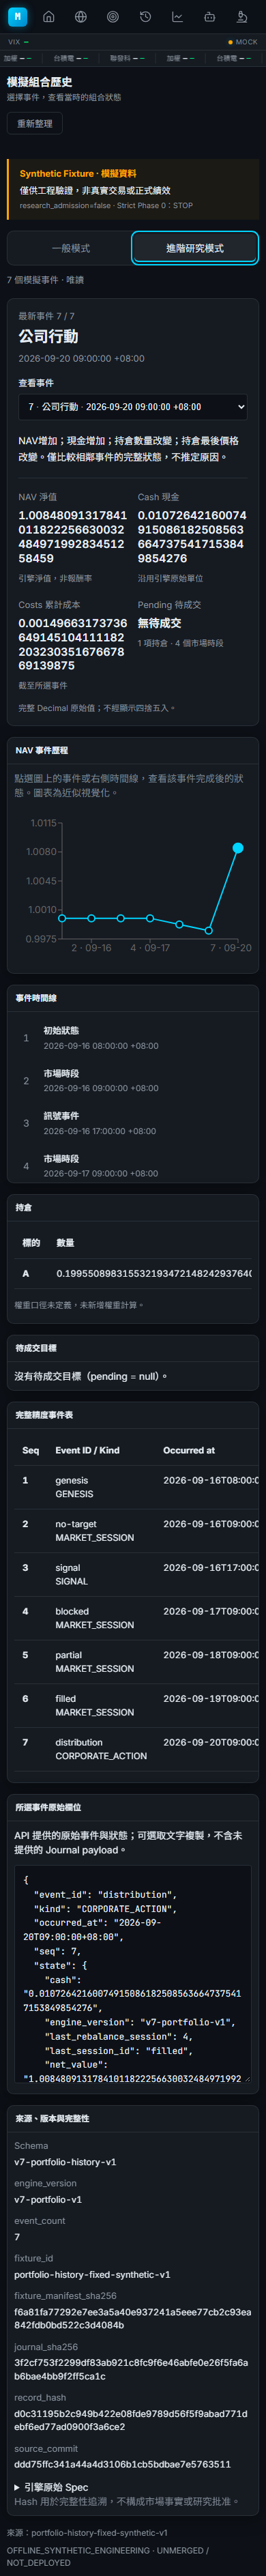 M
VIX —
MOCK
加權 — —
台積電 — —
聯發科 — —
加權 — —
台積電 — —
模擬組合歷史
選擇事件，查看當時的組合狀態
重新整理
Synthetic Fixture · 模擬資料
僅供工程驗證，非真實交易或正式績效
research_admission=false · Strict Phase 0：STOP
一般模式
進階研究模式
7 個模擬事件 · 唯讀
最新事件 7 / 7
公司行動
2026-09-20 09:00:00 +08:00
查看事件
7 · 公司行動 · 2026-09-20 09:00:00 +08:00
NAV增加；現金增加；持倉數量改變；持倉最後價格
改變。僅比較相鄰事件的完整狀態，不推定原因。
NAV 淨值
1.00848091317841
011822256630032
484971992834512
58459
引擎淨值，非報酬率
Cash 現金
0.01072642160074
915086182508563
664737541715384
9854276
沿用引擎原始單位
Costs 累計成本
0.00149663173736
649145104111182
203230351676678
69139875
截至所選事件
Pending 待成交
無待成交
1 項持倉 · 4 個市場時段
完整 Decimal 原始值；不經顯示四捨五入。
NAV 事件歷程
點選圖上的事件或右側時間線，查看該事件完成後的狀
態。圖表為近似視覺化。
1.0115
1.0080
1.0045
1.0010
0.9975
2 · 09-16
4 · 09-17
7 · 09-20
事件時間線
1
初始狀態
2026-09-16 08:00:00 +08:00
2
市場時段
2026-09-16 09:00:00 +08:00
3
訊號事件
2026-09-16 17:00:00 +08:00
4
市場時段
2026-09-17 09:00:00 +08:00
持倉
標的 數量
A 0.199550898315532193472148242937640
權重口徑未定義，未新增權重計算。
待成交目標
沒有待成交目標（pending = null）。
完整精度事件表
Seq Event ID / Kind Occurred at
1 genesis 2026-09-16T08:00:0
GENESIS
2 no-target 2026-09-16T09:00:0
MARKET_SESSION
3 signal 2026-09-16T17:00:0
SIGNAL
4 blocked 2026-09-17T09:00:0
MARKET_SESSION
5 partial 2026-09-18T09:00:0
MARKET_SESSION
6 filled 2026-09-19T09:00:0
MARKET_SESSION
7 distribution 2026-09-20T09:00:0
CORPORATE_ACTION
所選事件原始欄位
API 提供的原始事件與狀態；可選取文字複製，不含未
提供的 Journal payload。
{
"event_id": "distribution",
"kind": "CORPORATE_ACTION",
"occurred_at": "2026-09-
20T09:00:00+08:00",
"seq": 7,
"state": {
"cash":
"0.01072642160074915086182508563664737541
7153849854276",
"engine_version": "v7-portfolio-v1",
"last_rebalance_session": 4,
"last_session_id": "filled",
"net_value":
"1.00848091317841011822256630032484971992
來源、版本與完整性
Schema
v7-portfolio-history-v1
engine_version
v7-portfolio-v1
event_count
7
fixture_id
portfolio-history-fixed-synthetic-v1
fixture_manifest_sha256
f6a81fa77292e7ee3a5a40e937241a5eee77cb2c93ea
842fdb0bd522c3d4084b
journal_sha256
3f2cf753f2299df83ab921c8fc9f6e46abfe0e26f5fa6a
b6bae4bb9f2ff5ca1c
record_hash
d0c31195b2c949b422e08fde9789d56f5f9abad771d
ebf6ed77ad0900f3a6ce2
source_commit
ddd75ffc341a44a4d3106b1cb5bdbae7e5763511
▶ 引擎原始 Spec
Hash 用於完整性追溯，不構成市場事實或研究批准。
來源：portfolio-history-fixed-synthetic-v1
OFFLINE_SYNTHETIC_ENGINEERING · UNMERGED /
NOT_DEPLOYED